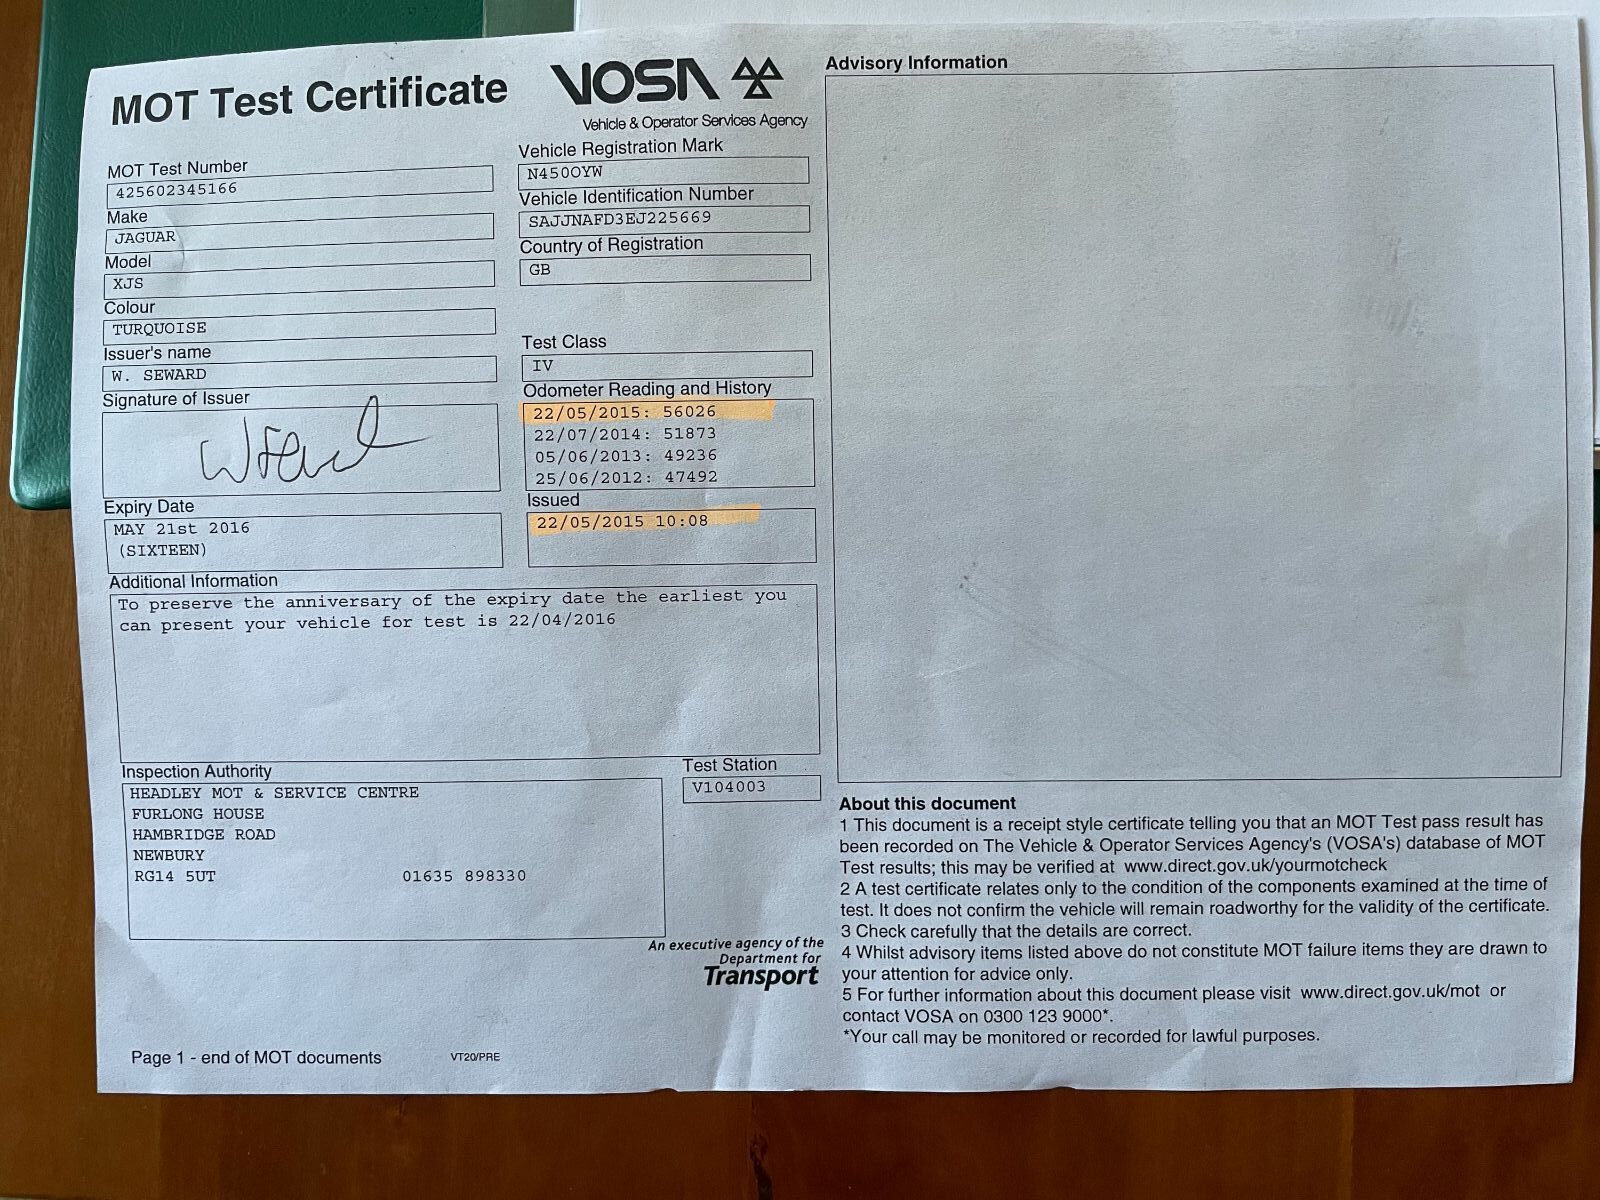 MOT Test Certificate
VOSA
Vehicle & Operator Services Agency
MOT Test Number
425602345166
Make
JAGUAR
Model
XJS
Colour
TURQUOISE
Issuer's name
W. SEWARD
Signature of Issuer
W Seward
Expiry Date
MAY 21st 2016
(SIXTEEN)
Vehicle Registration Mark
N450OYW
Vehicle Identification Number
SAJJNAFD3EJ225669
Country of Registration
GB
Test Class
IV
Odometer Reading and History
22/05/2015: 56026
22/07/2014: 51873
05/06/2013: 49236
25/06/2012: 47492
Issued
22/05/2015 10:08
Additional Information
To preserve the anniversary of the expiry date the earliest you
can present your vehicle for test is 22/04/2016
Inspection Authority
HEADLEY MOT & SERVICE CENTRE
FURLONG HOUSE
HAMBRIDGE ROAD
NEWBURY
RG14 5UT 01635 898330
Test Station
V104003
An executive agency of the
Department for
Transport
Page 1 - end of MOT documents
VT20/PRE
Advisory Information
About this document
1 This document is a receipt style certificate telling you that an MOT Test pass result has
been recorded on The Vehicle & Operator Services Agency's (VOSA's) database of MOT
Test results; this may be verified at www.direct.gov.uk/yourmotcheck
2 A test certificate relates only to the condition of the components examined at the time of
test. It does not confirm the vehicle will remain roadworthy for the validity of the certificate.
3 Check carefully that the details are correct.
4 Whilst advisory items listed above do not constitute MOT failure items they are drawn to
your attention for advice only.
5 For further information about this document please visit www.direct.gov.uk/mot or
contact VOSA on 0300 123 9000*.
*Your call may be monitored or recorded for lawful purposes.